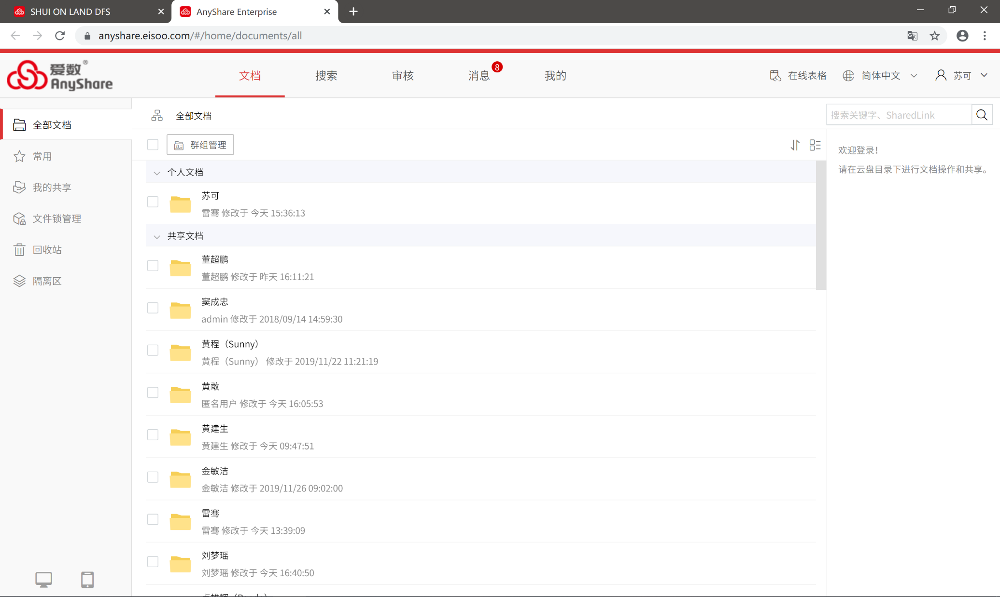 SHUI ON LAND DFS
AnyShare Enterprise
anyshare.eisoo.com/#/home/documents/all
爱数®
AnyShare
文档
搜索
审核
消息
8
我的
在线表格
简体中文
苏可
全部文档
常用
我的共享
文件锁管理
回收站
隔离区
全部文档
搜索关键字、SharedLink
群组管理
个人文档
苏可
雷骞 修改于 今天 15:36:13
共享文档
董超鹏
董超鹏 修改于 昨天 16:11:21
窦成忠
admin 修改于 2018/09/14 14:59:30
黄程（Sunny）
黄程（Sunny） 修改于 2019/11/22 11:21:19
黄敢
匿名用户 修改于 今天 16:05:53
黄建生
黄建生 修改于 今天 09:47:51
金敏洁
金敏洁 修改于 2019/11/26 09:02:00
雷骞
雷骞 修改于 今天 13:39:09
刘梦瑶
刘梦瑶 修改于 今天 16:40:50
欢迎登录！
请在云盘目录下进行文档操作和共享。